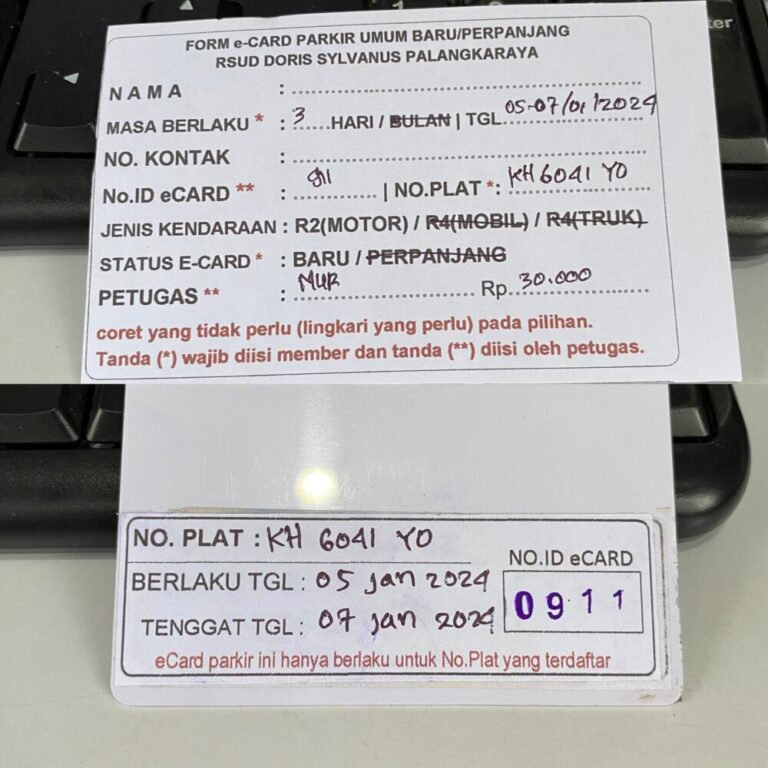 FORM e-CARD PARKIR UMUM BARU/PERPANJANG
RSUD DORIS SYLVANUS PALANGKARAYA
NAMA :
MASA BERLAKU * : 3 HARI / BULAN | TGL 05-07/01/2024
NO. KONTAK :
No.ID eCARD ** : 911 | NO.PLAT *: KH 6041 YO
JENIS KENDARAAN : R2(MOTOR) / R4(MOBIL) / R4(TRUK)
STATUS E-CARD * : BARU / PERPANJANG
PETUGAS ** : MUR Rp. 30.000
coret yang tidak perlu (lingkari yang perlu) pada pilihan.
Tanda (*) wajib diisi member dan tanda (**) diisi oleh petugas.
NO. PLAT : KH 6041 YO
BERLAKU TGL : 05 jan 2024
TENGGAT TGL : 07 jan 2024
NO.ID eCARD
0911
eCard parkir ini hanya berlaku untuk No.Plat yang terdaftar